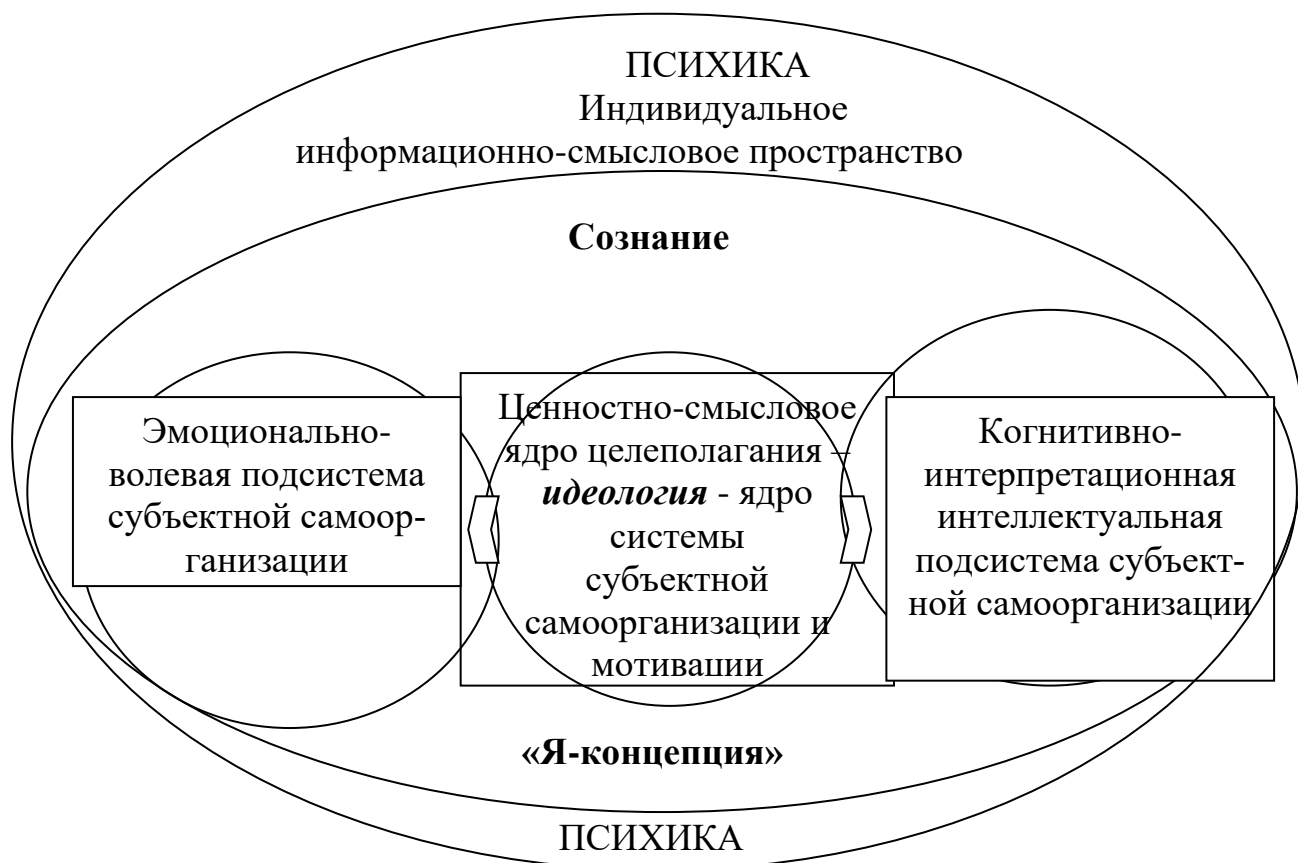 ПСИХИКА
Индивидуальное
информационно-смысловое пространство
Сознание
Эмоционально-
волевая подсистема
субъектной самоор-
ганизации
Ценностно-смысловое
ядро целеполагания –
идеология - ядро
системы
субъектной
самоорганизации и
мотивации
Когнитивно-
интерпретационная
интеллектуальная
подсистема субъект-
ной самоорганизации
«Я-концепция»
ПСИХИКА